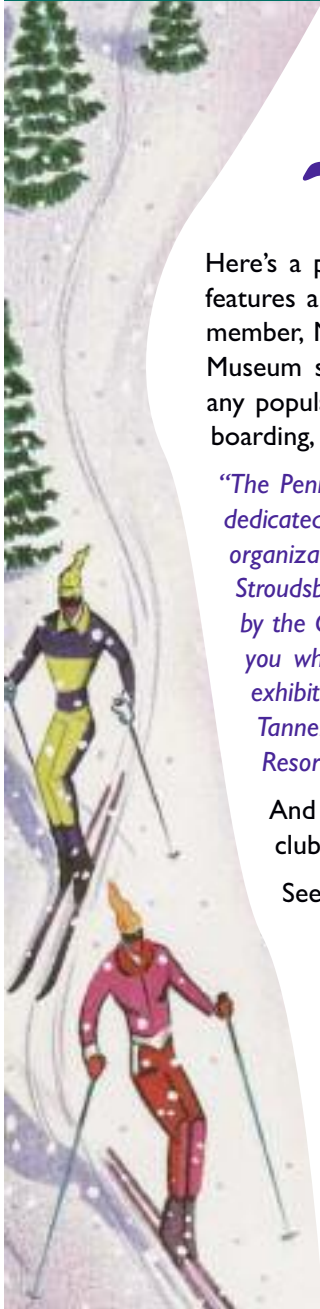 Here's a p
features a
member, N
Museum s
any popul
boarding,
“The Penn
dedicated
organiza
Stroudsb
by the
you wh
exhibit
Tanne
Resor
And
club
See